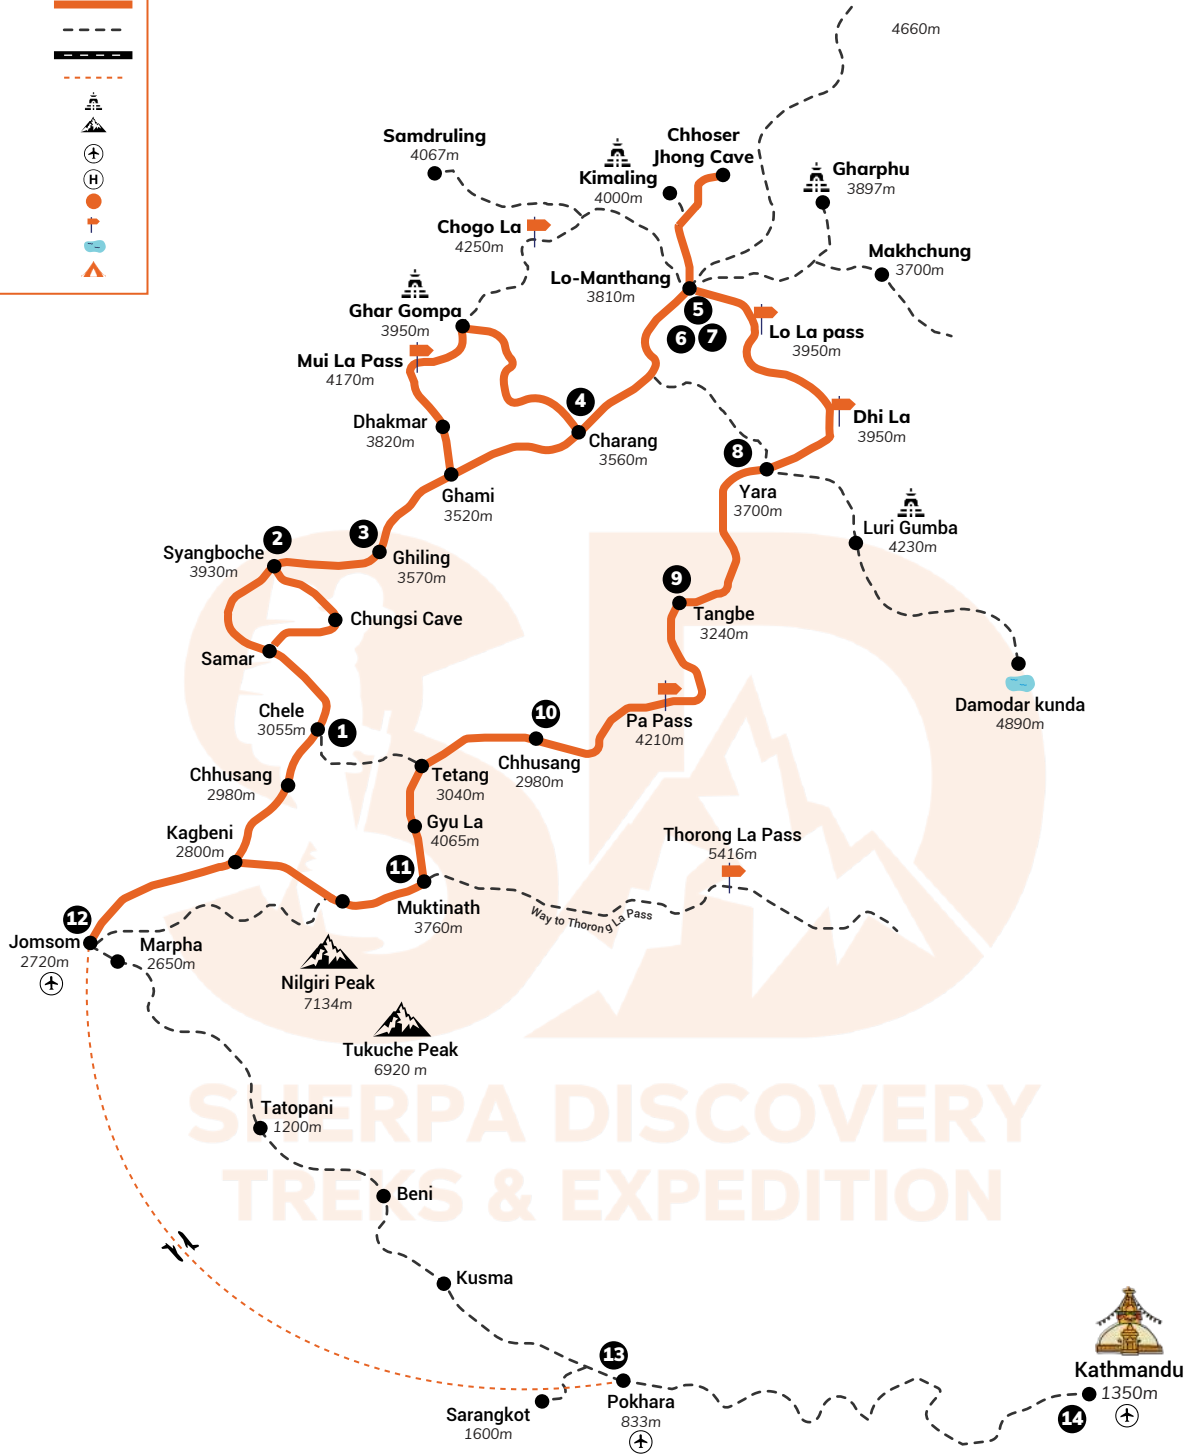 4660m
H
Samdruling
4067m
Chhoser
Jhong Cave
Kimaling
4000m
Gharphu
3897m
Chogo La
4250m
Makhchung
3700m
Lo-Manthang
3810m
Ghar Gompa
3950m
5
6
7
Lo La pass
3950m
Mui La Pass
4170m
4
Dhi La
3950m
Dhakmar
3820m
Charang
3560m
8
Yara
3700m
Ghami
3520m
Luri Gumba
4230m
3
2
Syangboche
3930m
Ghiling
3570m
9
Tangbe
3240m
Chungsi Cave
Samar
Damodar kunda
4890m
Chele
3055m
1
10
Pa Pass
4210m
Chhusang
2980m
Chhusang
2980m
Tetang
3040m
Gyu La
4065m
Kagbeni
2800m
Thorong La Pass
5416m
11
Muktinath
3760m
Way to Thorong La Pass
12
Jomsom
2720m
Marpha
2650m
Nilgiri Peak
7134m
Tukuche Peak
6920 m
SHERPA DISCOVERY
TREKS & EXPEDITION
Tatopani
1200m
Beni
Kusma
13
Pokhara
833m
Sarangkot
1600m
Kathmandu
1350m
14